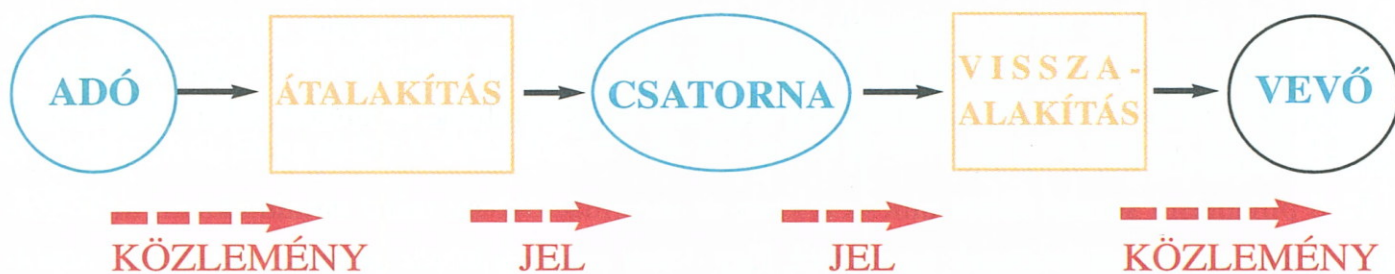 ADÓ
ÁTALAKÍTÁS
CSATORNA
VISSZA-
ALAKÍTÁS
VEVŐ
KÖZLEMÉNY
JEL
JEL
KÖZLEMÉNY